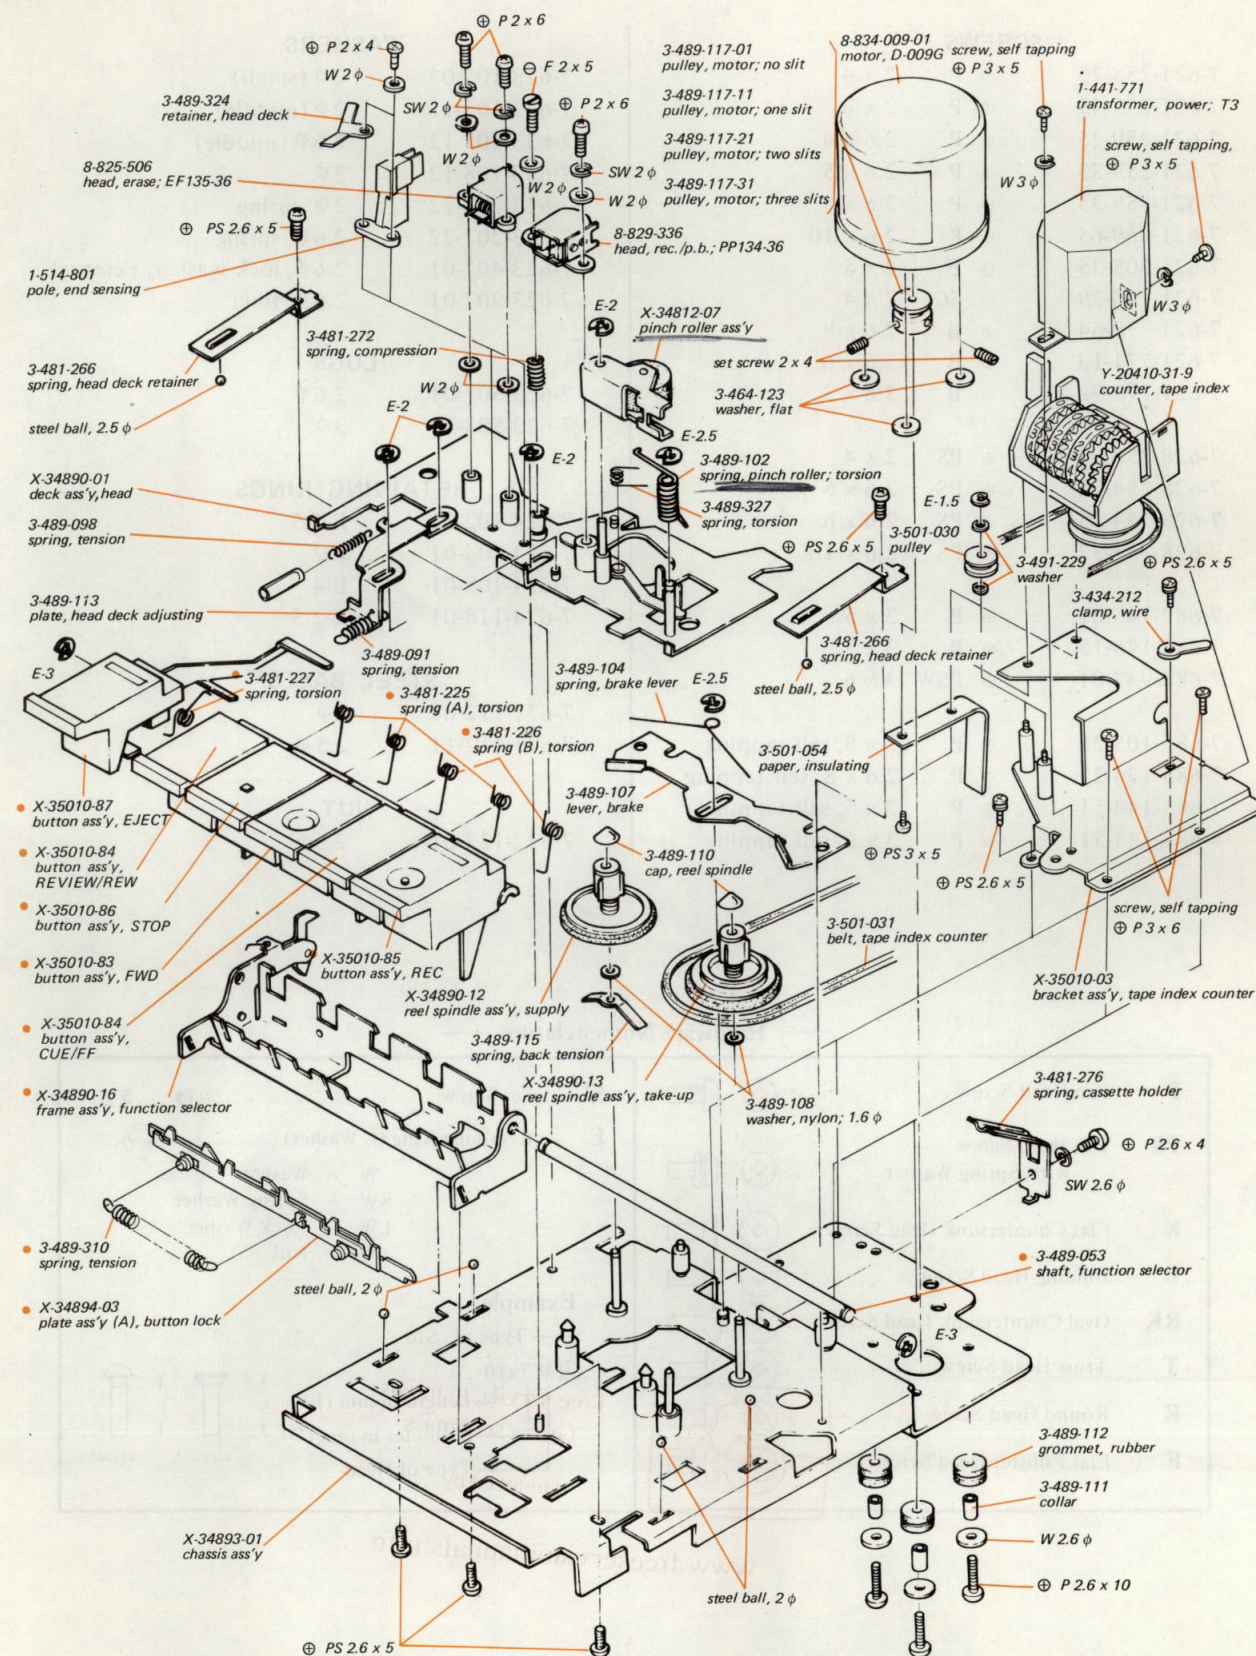 ⊕ P 2 x 6
⊕ P 2 x 4
W 2 φ
3-489-324
retainer, head deck
SW 2 φ
⊖ F 2 x 5
⊕ P 2 x 6
W 2 φ
W 2 φ
SW 2 φ
W 2 φ
8-825-506
head, erase; EF135-36
⊕ PS 2.6 x 5
8-829-336
head, rec./p.b.; PP134-36
1-514-801
pole, end sensing
3-489-117-01
pulley, motor; no slit
3-489-117-11
pulley, motor; one slit
3-489-117-21
pulley, motor; two slits
3-489-117-31
pulley, motor; three slits
8-834-009-01
motor, D-009G
screw, self tapping
⊕ P 3 x 5
1-441-771
transformer, power; T3
screw, self tapping,
⊕ P 3 x 5
W 3 φ
W 3 φ
3-481-266
spring, head deck retainer
steel ball, 2.5 φ
3-481-272
spring, compression
W 2 φ
E-2
X-34812-07
pinch roller ass'y
set screw 2 x 4
3-464-123
washer, flat
Y-20410-31-9
counter, tape index
E-2
E-2
E-2.5
3-489-102
spring, pinch roller; torsion
3-489-327
spring, torsion
X-34890-01
deck ass'y, head
3-489-098
spring, tension
⊕ PS 2.6 x 5
E-1.5
3-501-030
pulley
3-491-229
washer
⊕ PS 2.6 x 5
3-434-212
clamp, wire
3-489-113
plate, head deck adjusting
3-489-091
spring, tension
E-3
3-481-227
spring, torsion
3-481-225
spring (A), torsion
3-481-226
spring (B), torsion
3-489-104
spring, brake lever
E-2.5
3-481-266
spring, head deck retainer
steel ball, 2.5 φ
3-501-054
paper, insulating
3-489-107
lever, brake
X-35010-87
button ass'y, EJECT
X-35010-84
button ass'y,
REVIEW/REW
X-35010-86
button ass'y, STOP
X-35010-83
button ass'y, FWD
X-35010-84
button ass'y,
CUE/FF
X-35010-85
button ass'y, REC
3-489-110
cap, reel spindle
⊕ PS 3 x 5
⊕ PS 2.6 x 5
screw, self tapping
⊕ P 3 x 6
3-501-031
belt, tape index counter
X-35010-03
bracket ass'y, tape index counter
X-34890-12
reel spindle ass'y, supply
3-489-115
spring, back tension
X-34890-13
reel spindle ass'y, take-up
3-489-108
washer, nylon; 1.6 φ
X-34890-16
frame ass'y, function selector
3-481-276
spring, cassette holder
⊕ P 2.6 x 4
SW 2.6 φ
3-489-310
spring, tension
X-34894-03
plate ass'y (A), button lock
steel ball, 2 φ
3-489-053
shaft, function selector
E-3
3-489-112
grommet, rubber
3-489-111
collar
W 2.6 φ
⊕ P 2.6 x 10
X-34893-01
chassis ass'y
steel ball, 2 φ
⊕ PS 2.6 x 5